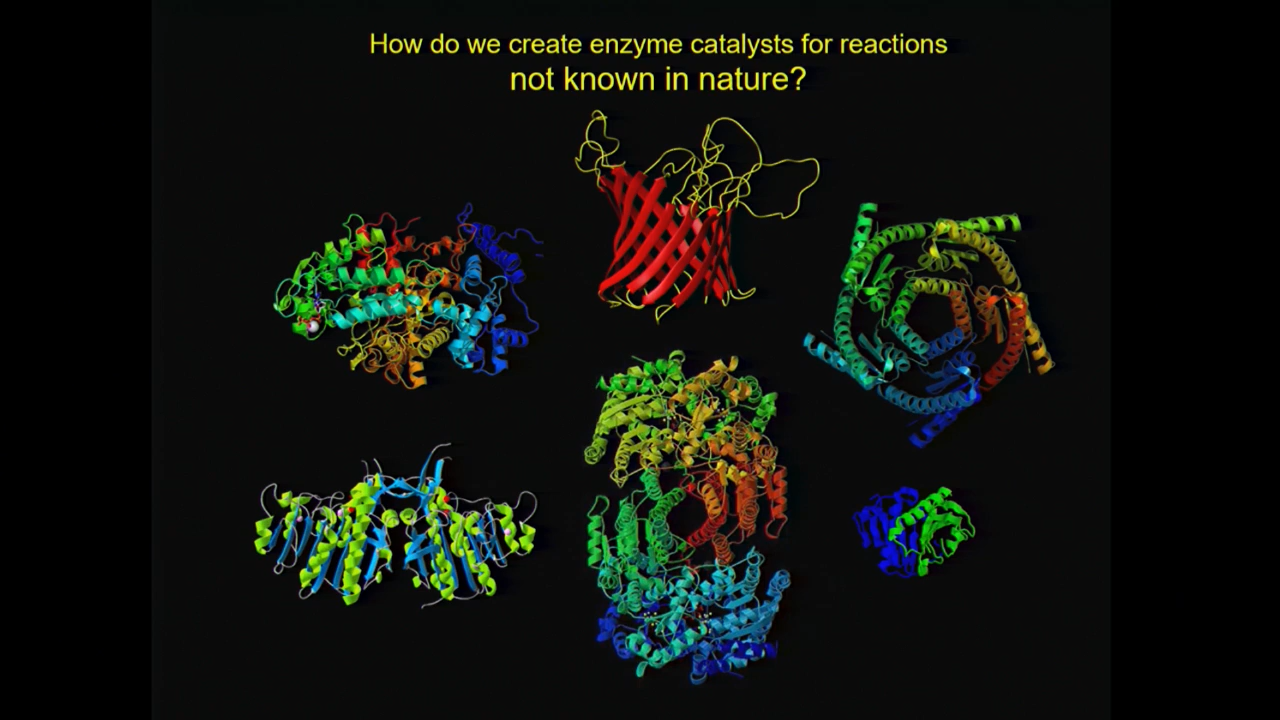 How do we create enzyme catalysts for reactions
not known in nature?